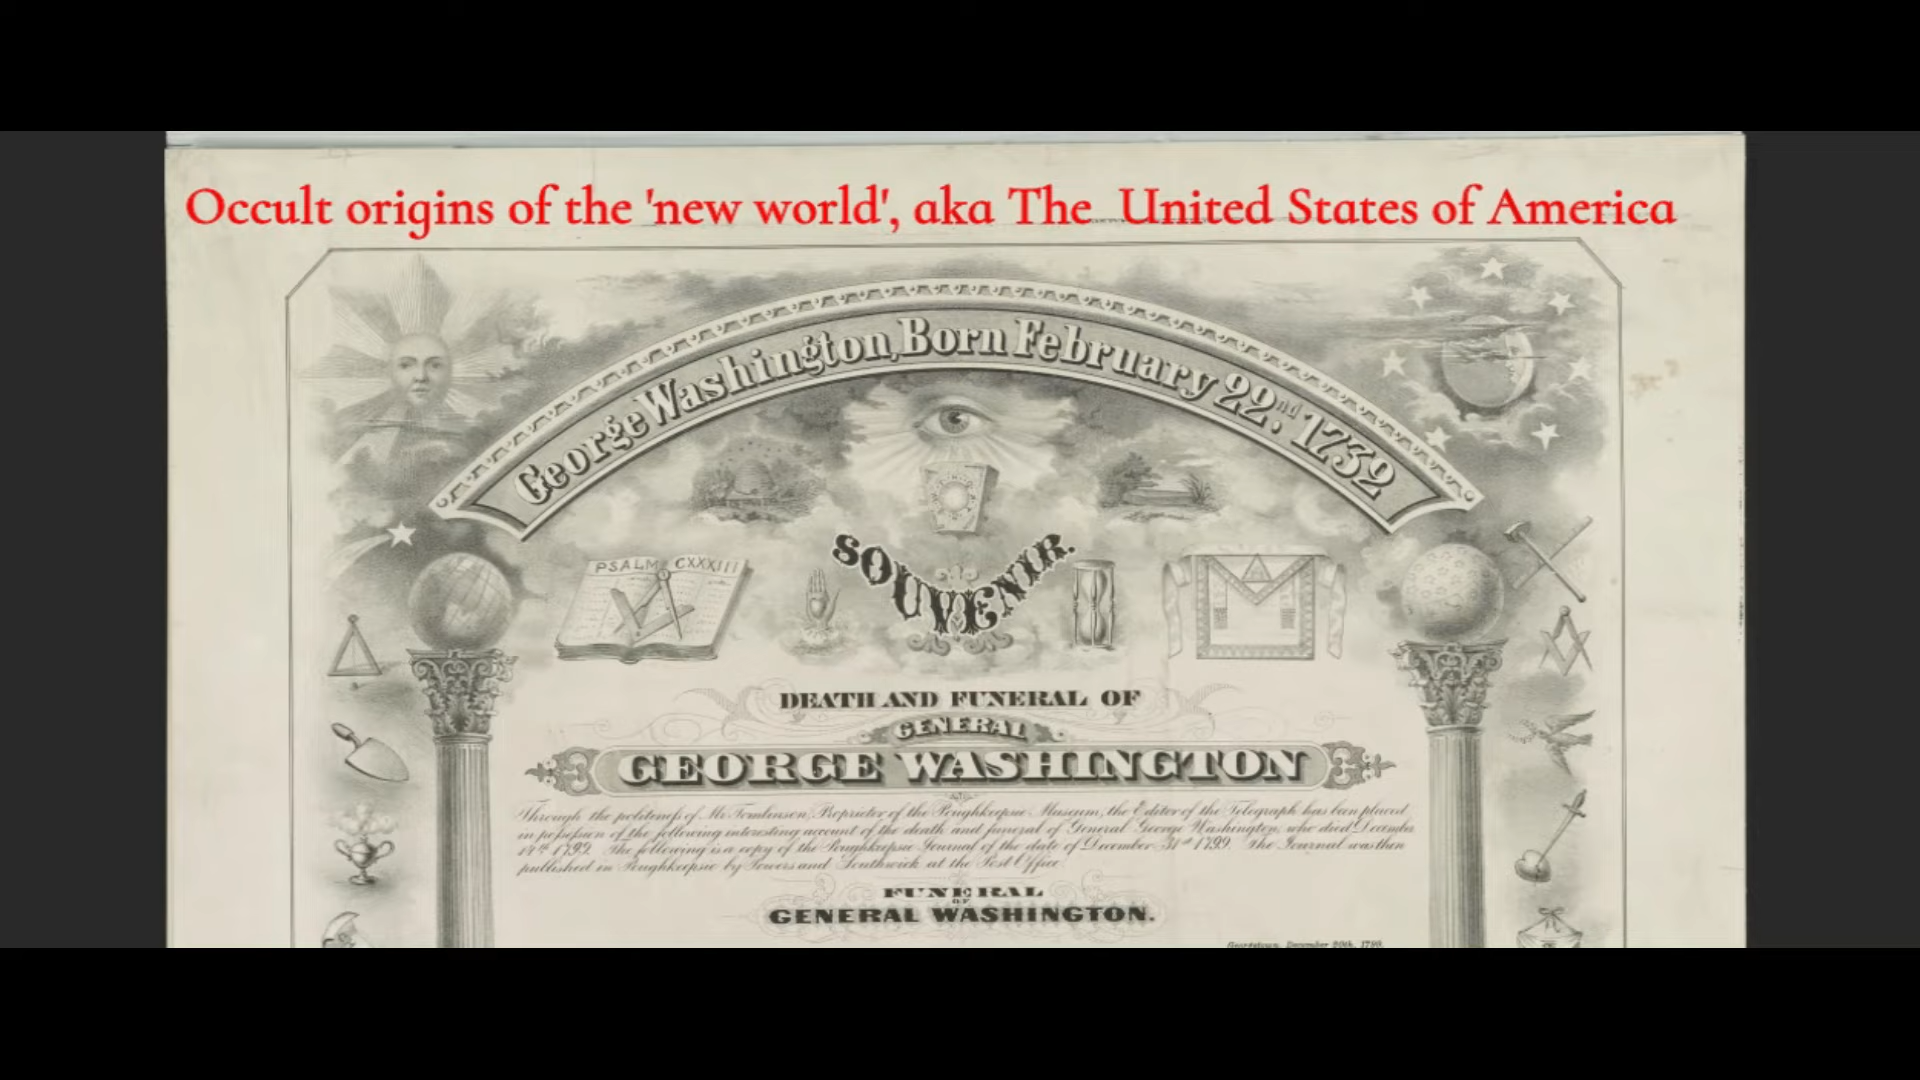 Occult origins of the 'new world', aka The United States of America
George Washington, Born February 22nd. 1732
PSALM CXXXIII
SOUVENIR.
DEATH AND FUNERAL OF
GENERAL
GEORGE WASHINGTON
Through the politeness of Mr Tomlinson, Proprietor of the Poughkeepsie Museum, the Editor of the Telegraph has been placed
in possession of the following interesting account of the death and funeral of General George Washington, who died December
14th 1799. The following is a copy of the Poughkeepsie Journal of the date of December 31st 1799. The Journal was then
published in Poughkeepsie by Powers and Southwick at the Post Office.
FUNERAL
OF
GENERAL WASHINGTON.
Georgetown, December 20th, 1799.